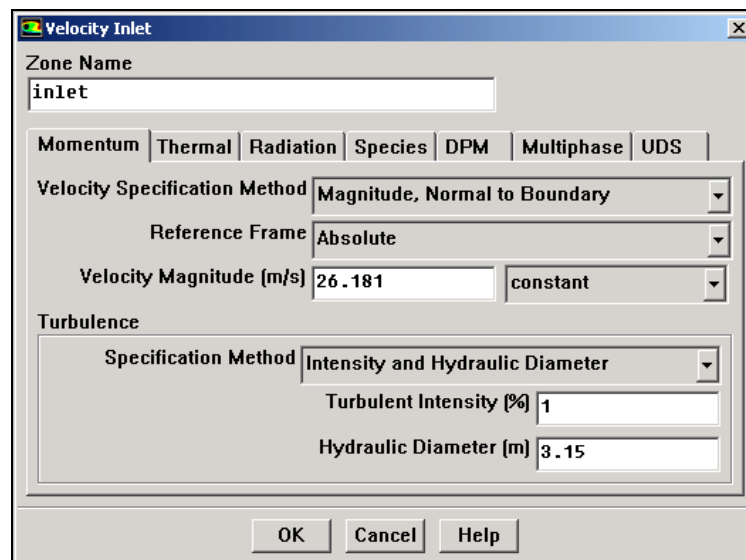 Velocity Inlet
Zone Name
inlet
Momentum Thermal Radiation Species DPM Multiphase UDS
Velocity Specification Method Magnitude, Normal to Boundary
Reference Frame Absolute
Velocity Magnitude (m/s) 26.181 constant
Turbulence
Specification Method Intensity and Hydraulic Diameter
Turbulent Intensity (%) 1
Hydraulic Diameter (m) 3.15
OK Cancel Help